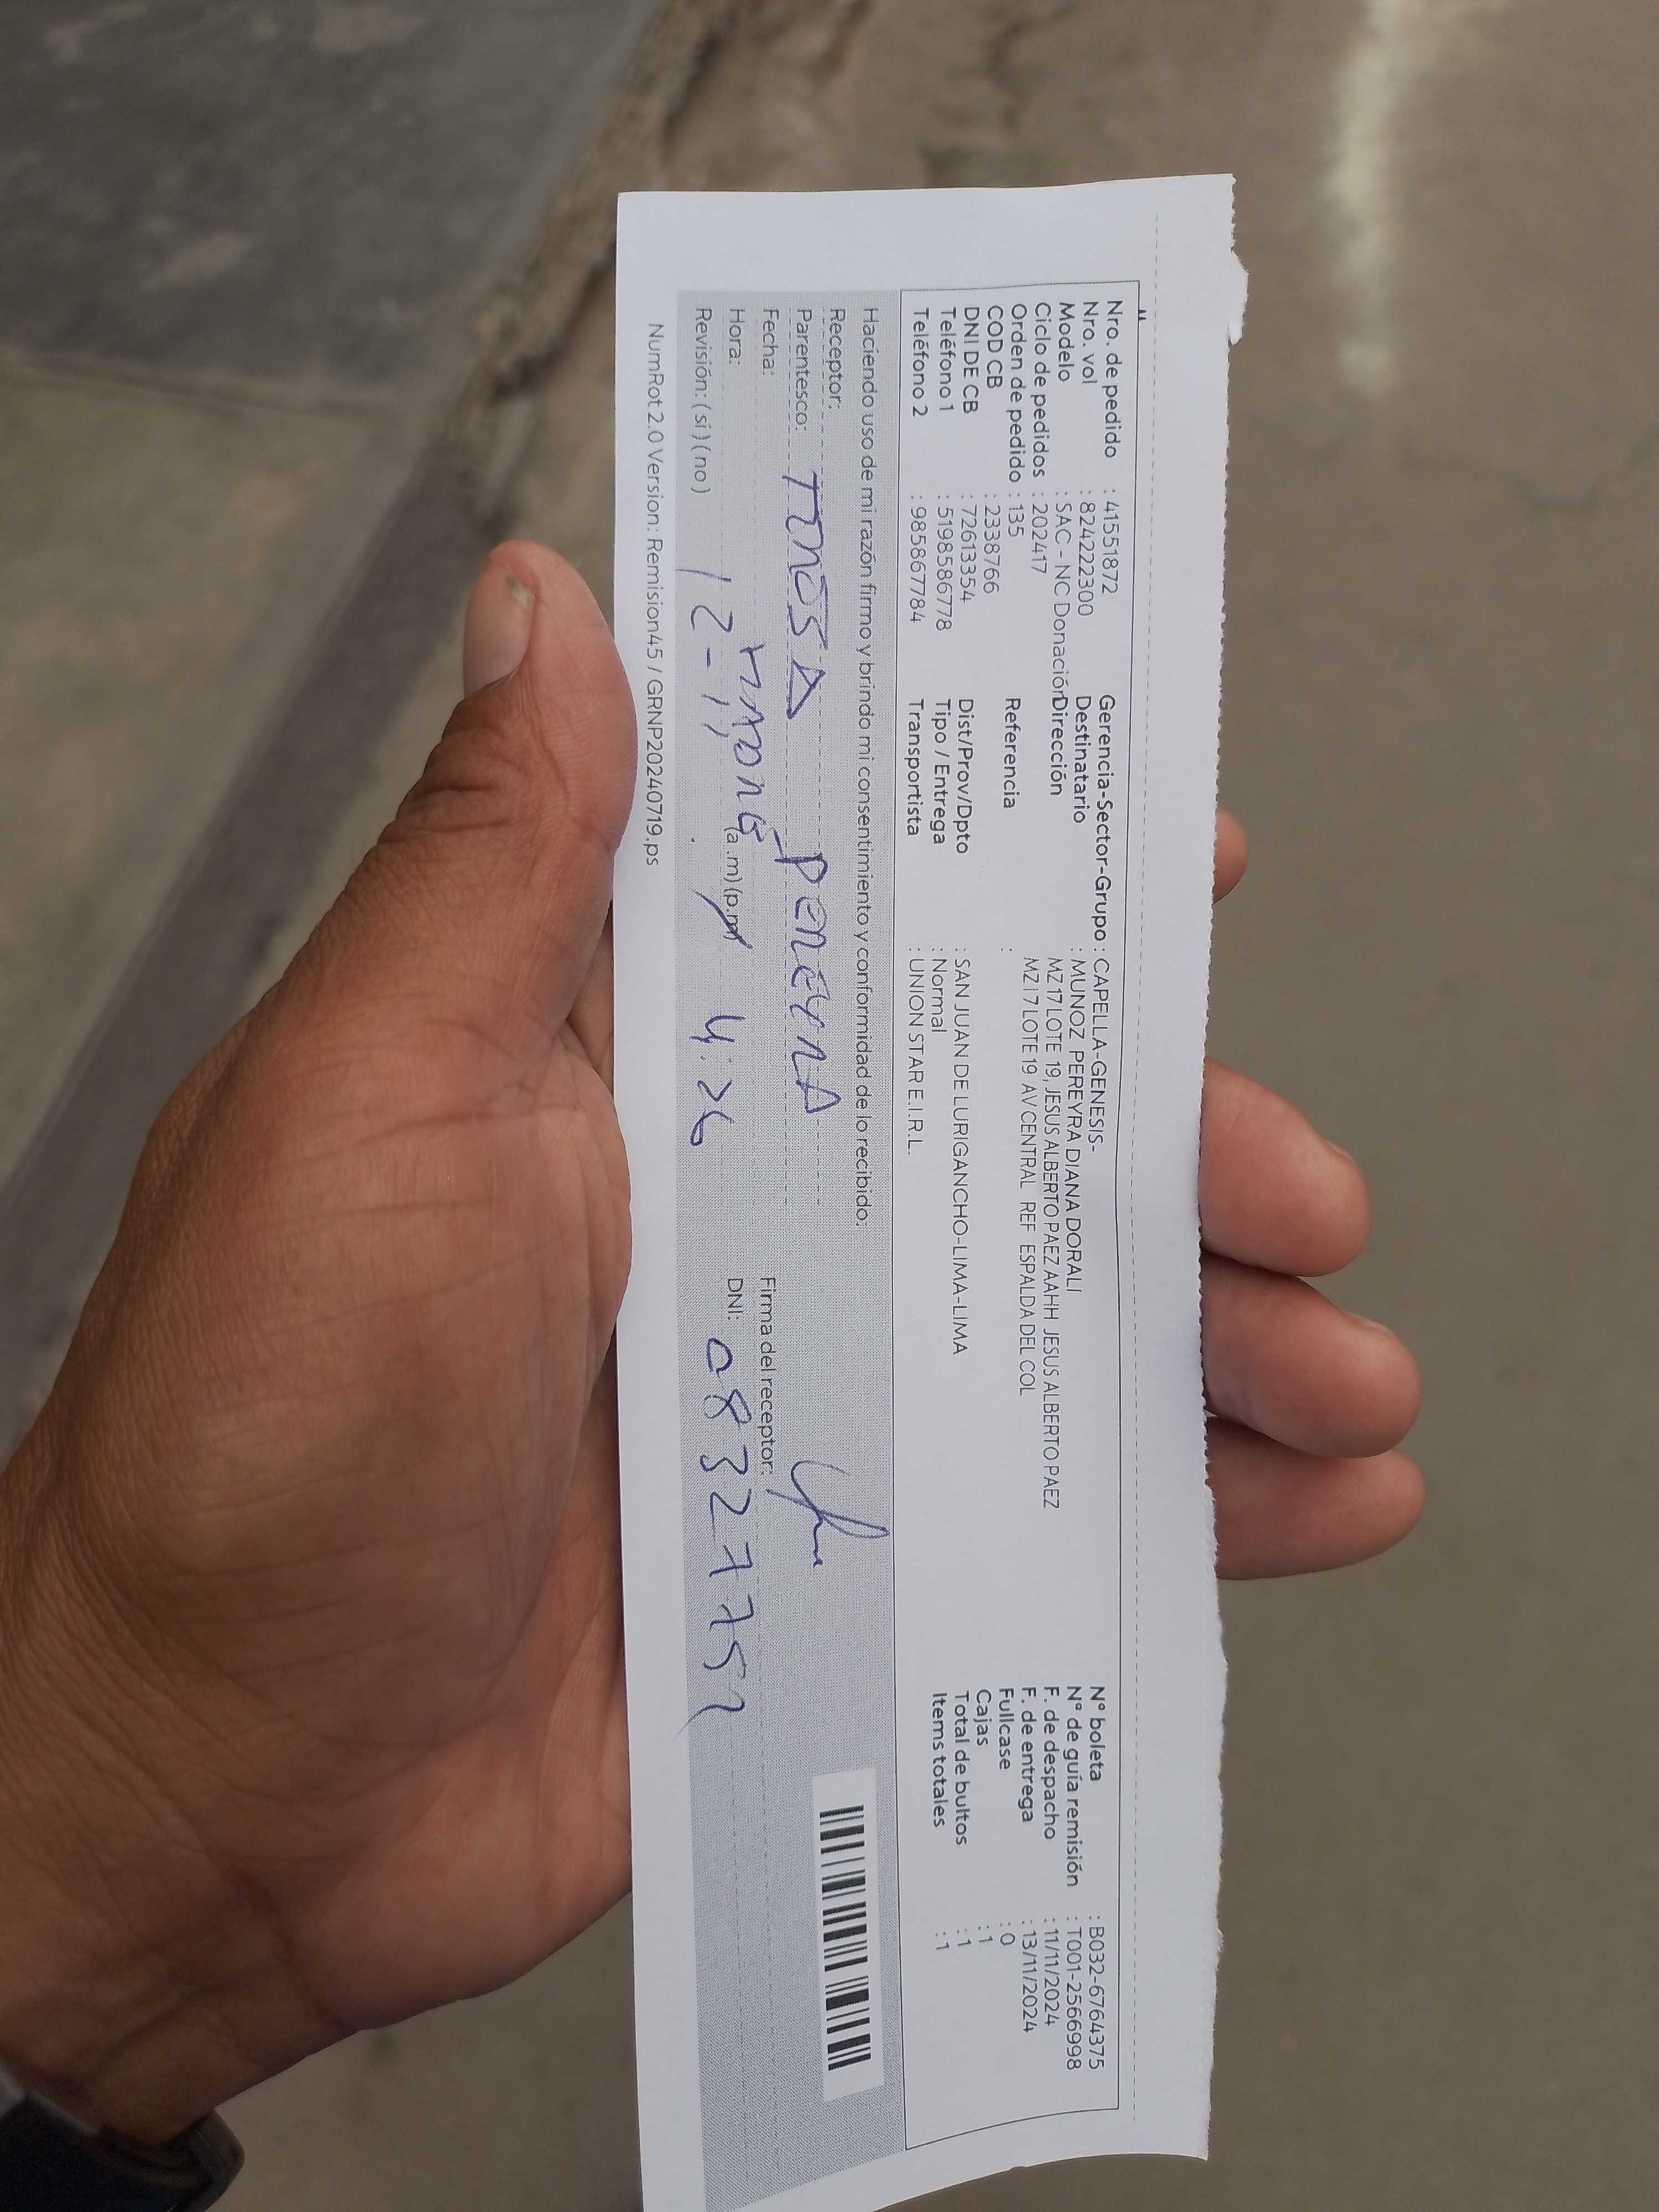 Nro. de pedido : 41551872
Nro. vol : 824222300
Modelo : SAC - NC Donación
Ciclo de pedidos : 202417
Orden de pedido : 135
COD CB : 2338766
DNI DE CB : 72613354
Teléfono 1 : 5198586778
Teléfono 2 : 985867784
Gerencia-Sector-Grupo : CAPELLA-GENESIS-
Destinatario : MUNOZ PEREYRA DIANA DORALI
Dirección MZ 17 LOTE 19, JESUS ALBERTO PAEZ AAHH JESUS ALBERTO PAEZ
MZ17 LOTE 19 AV CENTRAL REF ESPALDA DEL COL
Referencia :
Dist/Prov/Dpto : SAN JUAN DE LURIGANCHO-LIMA-LIMA
Tipo / Entrega : Normal
Transportista : UNION STAR E.I.R.L.
N° boleta : B032-6764375
N° de guía remisión : T001-2566998
F. de despacho : 11/11/2024
F. de entrega : 13/11/2024
Fullcase : 0
Cajas : 1
Total de bultos : 1
Items totales : 1
Haciendo uso de mi razón firmo y brindo mi consentimiento y conformidad de lo recibido:
Receptor:
Parentesco: PEREYRA
Fecha:
Hora: (a.m)(p.m)
Revisión: (si)(no) 12-11 4:26
Firma del receptor:
DNI:
NumRot 2.0 Version: Remision45 / GRNP20240719.ps